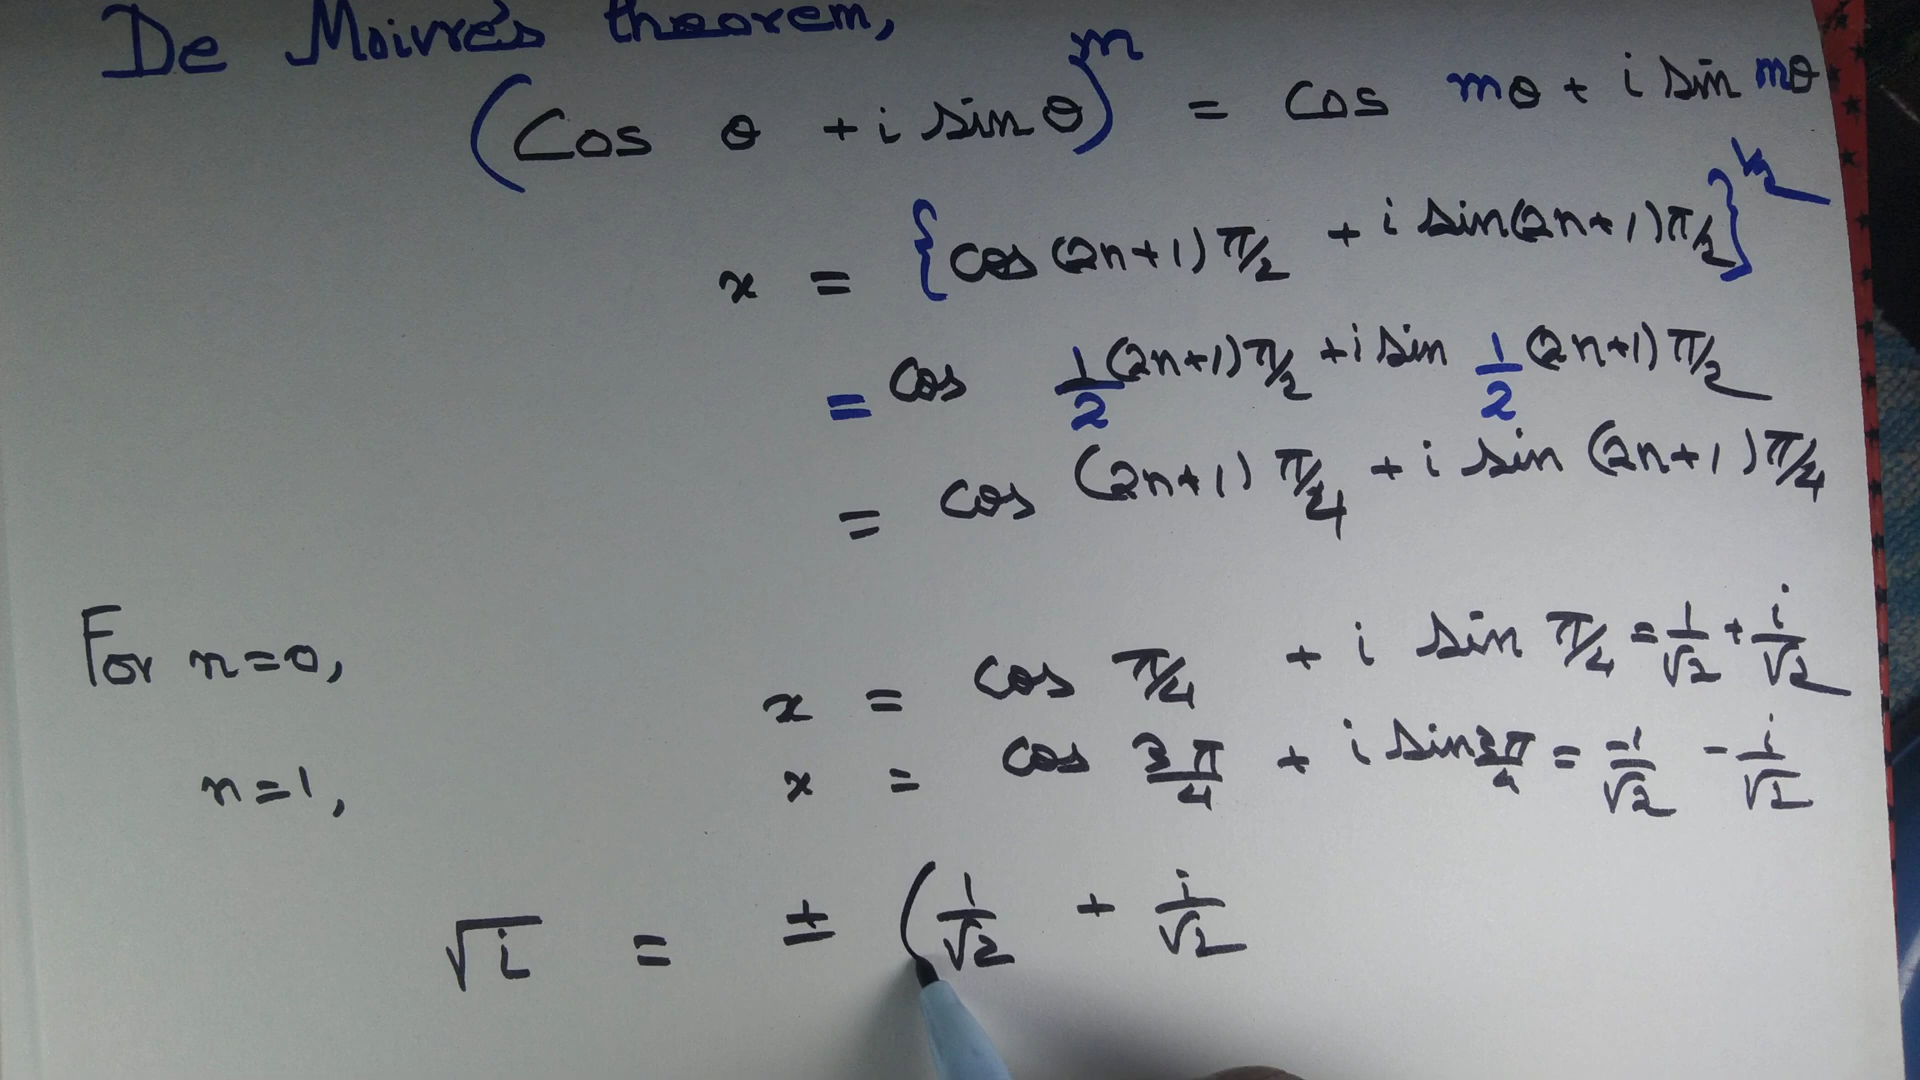 De Moivre's theorem,
(Cos θ + i sin θ)^m = cos mθ + i sin mθ
x = {cos (2n+1) π/2 + i sin(2n+1)π/2}^1/2
= cos 1/2 (2n+1) π/2 + i sin 1/2 (2n+1) π/2
= cos (2n+1) π/4 + i sin (2n+1) π/4
For n=0, x = cos π/4 + i sin π/4 = 1/√2 + i/√2
n=1, x = cos 3π/4 + i sin 3π/4 = -1/√2 - i/√2
√i = ± (1/√2 + i/√2